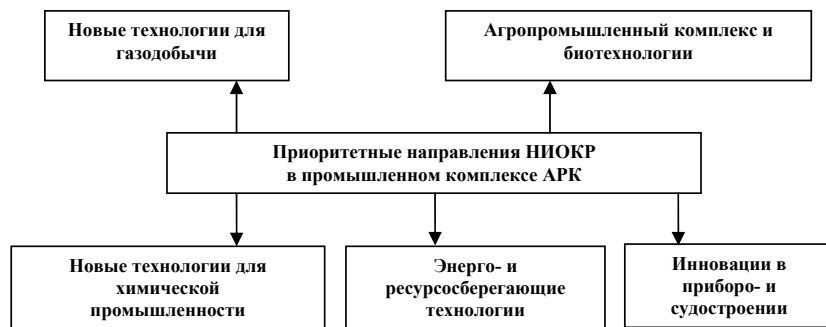 Новые технологии для
газодобычи
Агропромышленный комплекс и
биотехнологии
Приоритетные направления НИОКР
в промышленном комплексе АРК
Новые технологии для
химической
промышленности
Энерго- и
ресурсосберегающие
технологии
Инновации в
приборо- и
судостроении